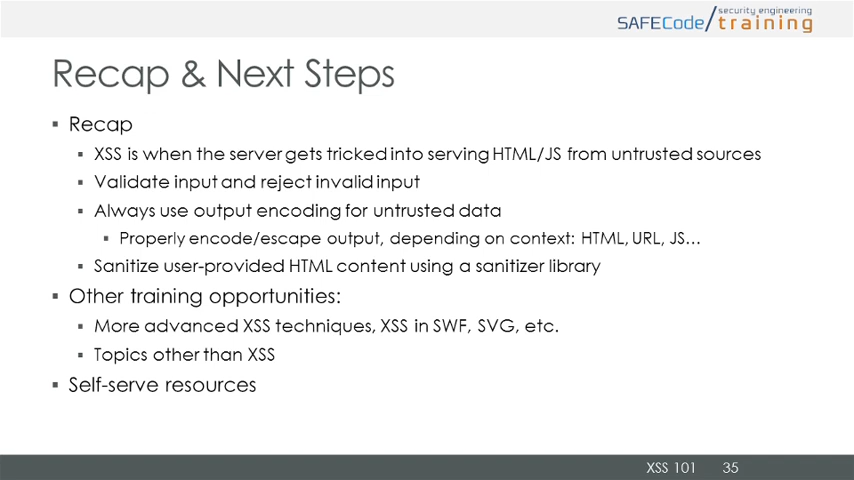 security engineering
SAFECode/training
Recap & Next Steps
▪ Recap
▪ XSS is when the server gets tricked into serving HTML/JS from untrusted sources
▪ Validate input and reject invalid input
▪ Always use output encoding for untrusted data
▪ Properly encode/escape output, depending on context: HTML, URL, JS…
▪ Sanitize user-provided HTML content using a sanitizer library
▪ Other training opportunities:
▪ More advanced XSS techniques, XSS in SWF, SVG, etc.
▪ Topics other than XSS
▪ Self-serve resources
XSS 101 35